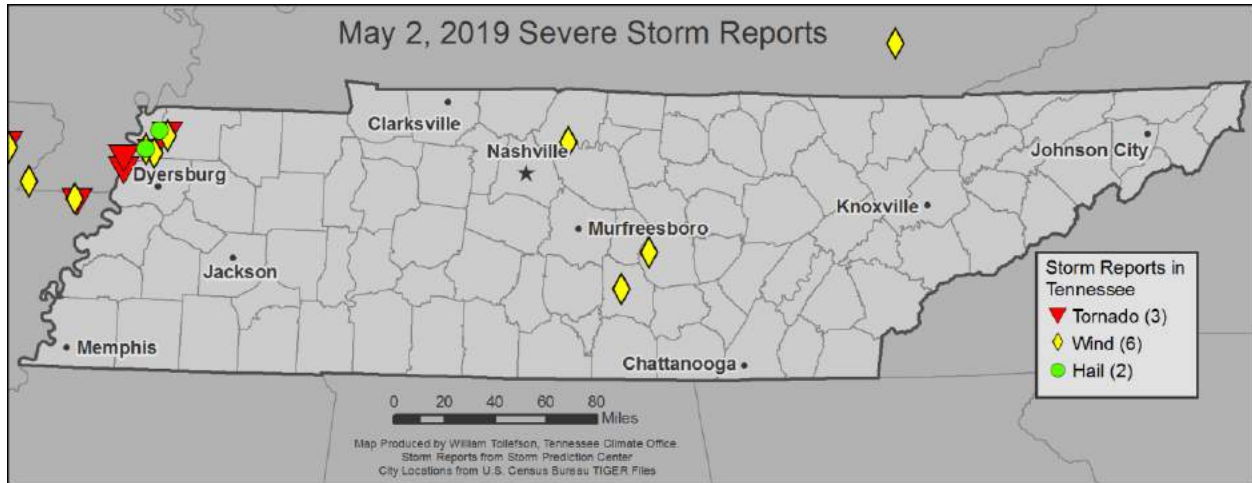 May 2, 2019 Severe Storm Reports
Clarksville
Nashville
Johnson City
Dyersburg
Knoxville
Murfreesboro
Jackson
Storm Reports in
Tennessee
Tornado (3)
Wind (6)
Hail (2)
Memphis
Chattanooga
0 20 40 60 80
Miles
Map Produced by William Tollefson, Tennessee Climate Office.
Storm Reports from Storm Prediction Center
City Locations from U.S. Census Bureau TIGER Files